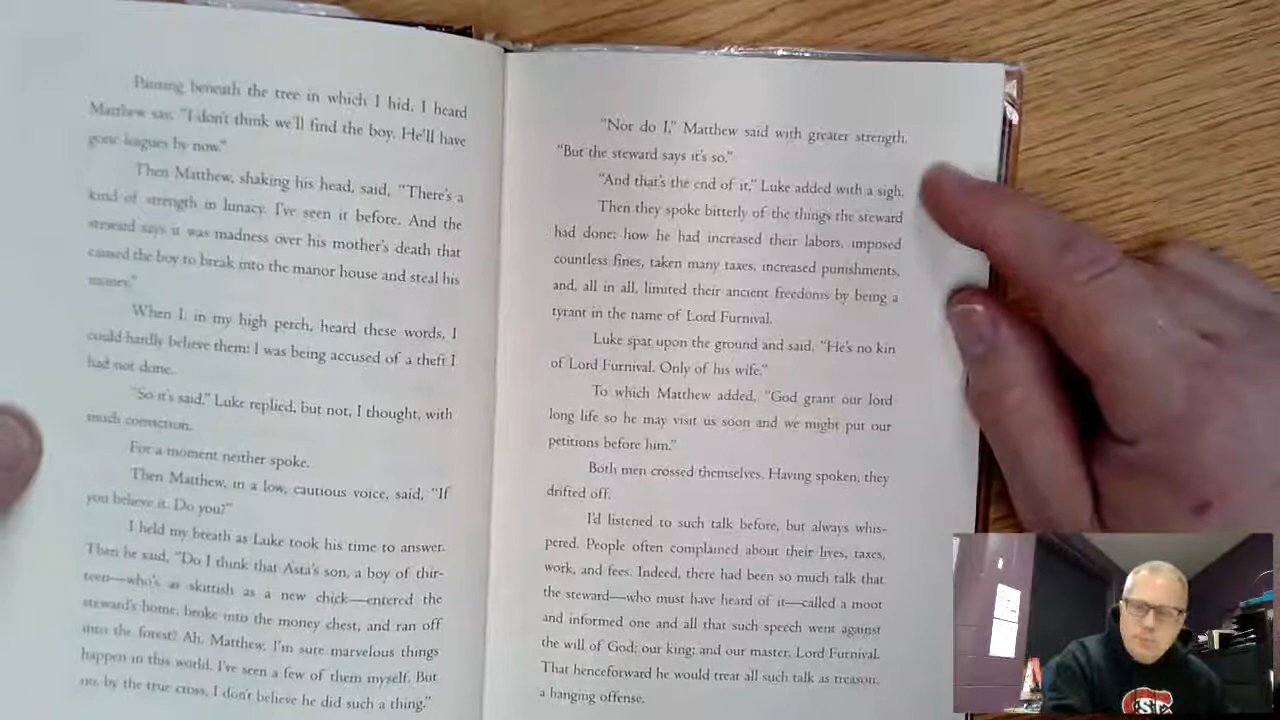 Pausing beneath the tree in which I hid, I heard
Matthew say, "I don't think we'll find the boy. He'll have
gone leagues by now."
Then Matthew, shaking his head, said, "There's a
kind of strength in lunacy. I've seen it before. And the
steward says it was madness over his mother's death that
caused the boy to break into the manor house and steal his
money."
When I, in my high perch, heard these words, I
could hardly believe them: I was being accused of a theft I
had not done.
"So it's said," Luke replied, but not, I thought, with
much conviction.
For a moment neither spoke.
Then Matthew, in a low, cautious voice, said, "If
you believe it. Do you?"
I held my breath as Luke took his time to answer.
Then he said, "Do I think that Asta's son, a boy of thir-
teen—who's as skittish as a new chick—entered the
steward's home, broke into the money chest, and ran off
into the forest? Ah, Matthew, I'm sure marvelous things
happen in this world. I've seen a few of them myself. But
no, by the true cross, I don't believe he did such a thing."
"Nor do I," Matthew said with greater strength.
"But the steward says it's so."
"And that's the end of it," Luke added with a sigh.
Then they spoke bitterly of the things the steward
had done: how he had increased their labors, imposed
countless fines, taken many taxes, increased punishments,
and, all in all, limited their ancient freedoms by being a
tyrant in the name of Lord Furnival.
Luke spat upon the ground and said, "He's no kin
of Lord Furnival. Only of his wife."
To which Matthew added, "God grant our lord
long life so he may visit us soon and we might put our
petitions before him."
Both men crossed themselves. Having spoken, they
drifted off.
I'd listened to such talk before, but always whis-
pered. People often complained about their lives, taxes,
work, and fees. Indeed, there had been so much talk that
the steward—who must have heard of it—called a moot
and informed one and all that such speech went against
the will of God; our king; and our master, Lord Furnival.
That henceforward he would treat all such talk as treason,
a hanging offense.